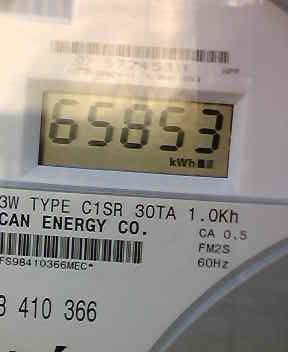 65853
kWh
3W TYPE C1SR 30TA 1.0Kh
CAN ENERGY CO.
CA 0.5
FM2S
*FS98410366MEC*
60Hz
8 410 366